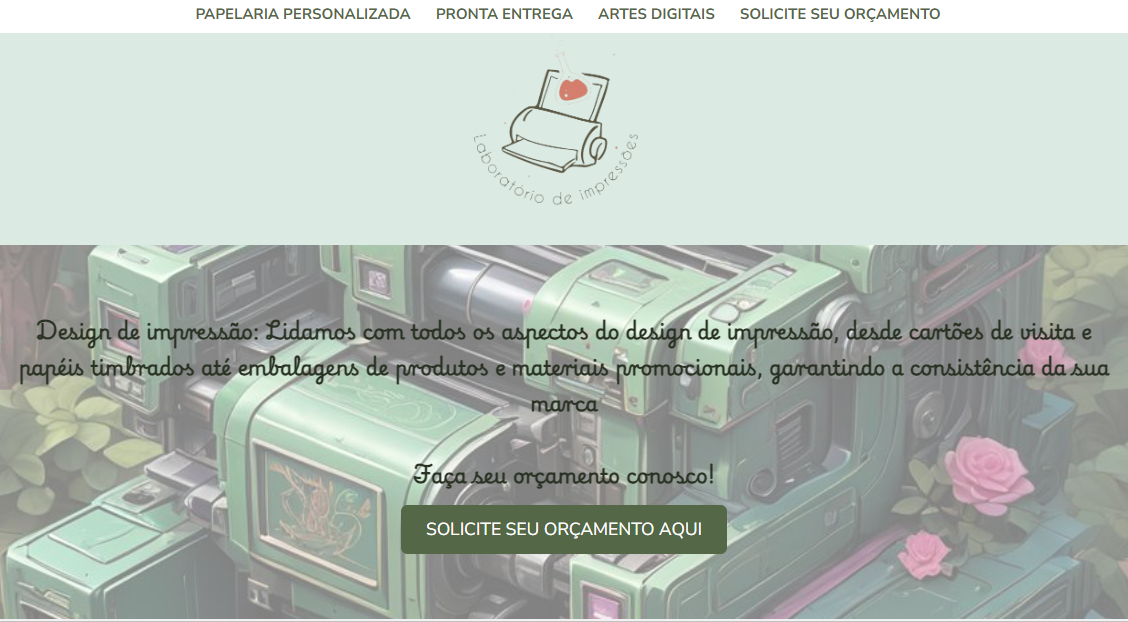 PAPELARIA PERSONALIZADA PRONTA ENTREGA ARTES DIGITAIS SOLICITE SEU ORÇAMENTO
Laboratório de impressões
Design de impressão: Lidamos com todos os aspectos do design de impressão, desde cartões de visita e
papéis timbrados até embalagens de produtos e materiais promocionais, garantindo a consistência da sua
marca
Faça seu orçamento conosco!
SOLICITE SEU ORÇAMENTO AQUI